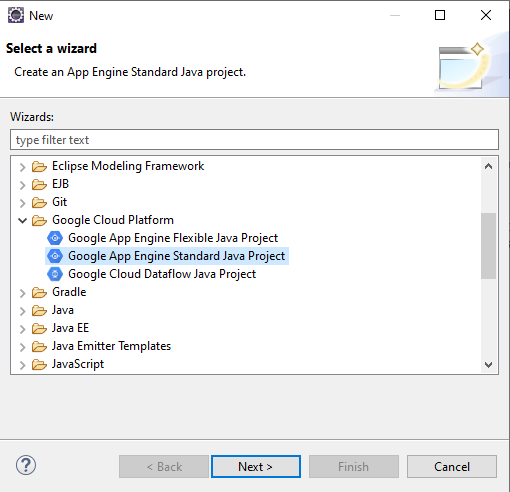 New
Select a wizard
Create an App Engine Standard Java project.
Wizards:
type filter text
Eclipse Modeling Framework
EJB
Git
Google Cloud Platform
Google App Engine Flexible Java Project
Google App Engine Standard Java Project
Google Cloud Dataflow Java Project
Gradle
Java
Java EE
Java Emitter Templates
JavaScript
? < Back Next > Finish Cancel